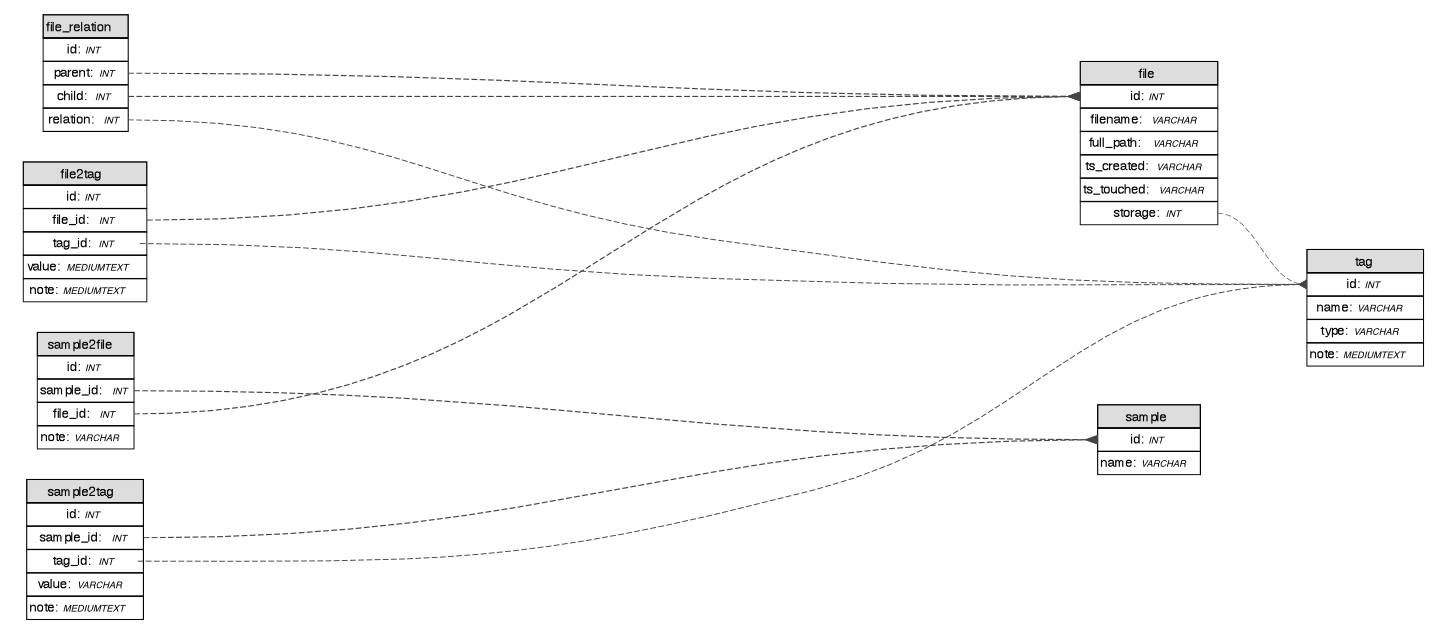 file_relation
id: INT
parent: INT
child: INT
relation: INT
file2tag
id: INT
file_id: INT
tag_id: INT
value: MEDIUMTEXT
note: MEDIUMTEXT
sample2file
id: INT
sample_id: INT
file_id: INT
note: VARCHAR
sample2tag
id: INT
sample_id: INT
tag_id: INT
value: VARCHAR
note: MEDIUMTEXT
file
id: INT
filename: VARCHAR
full_path: VARCHAR
ts_created: VARCHAR
ts_touched: VARCHAR
storage: INT
sample
id: INT
name: VARCHAR
tag
id: INT
name: VARCHAR
type: VARCHAR
note: MEDIUMTEXT